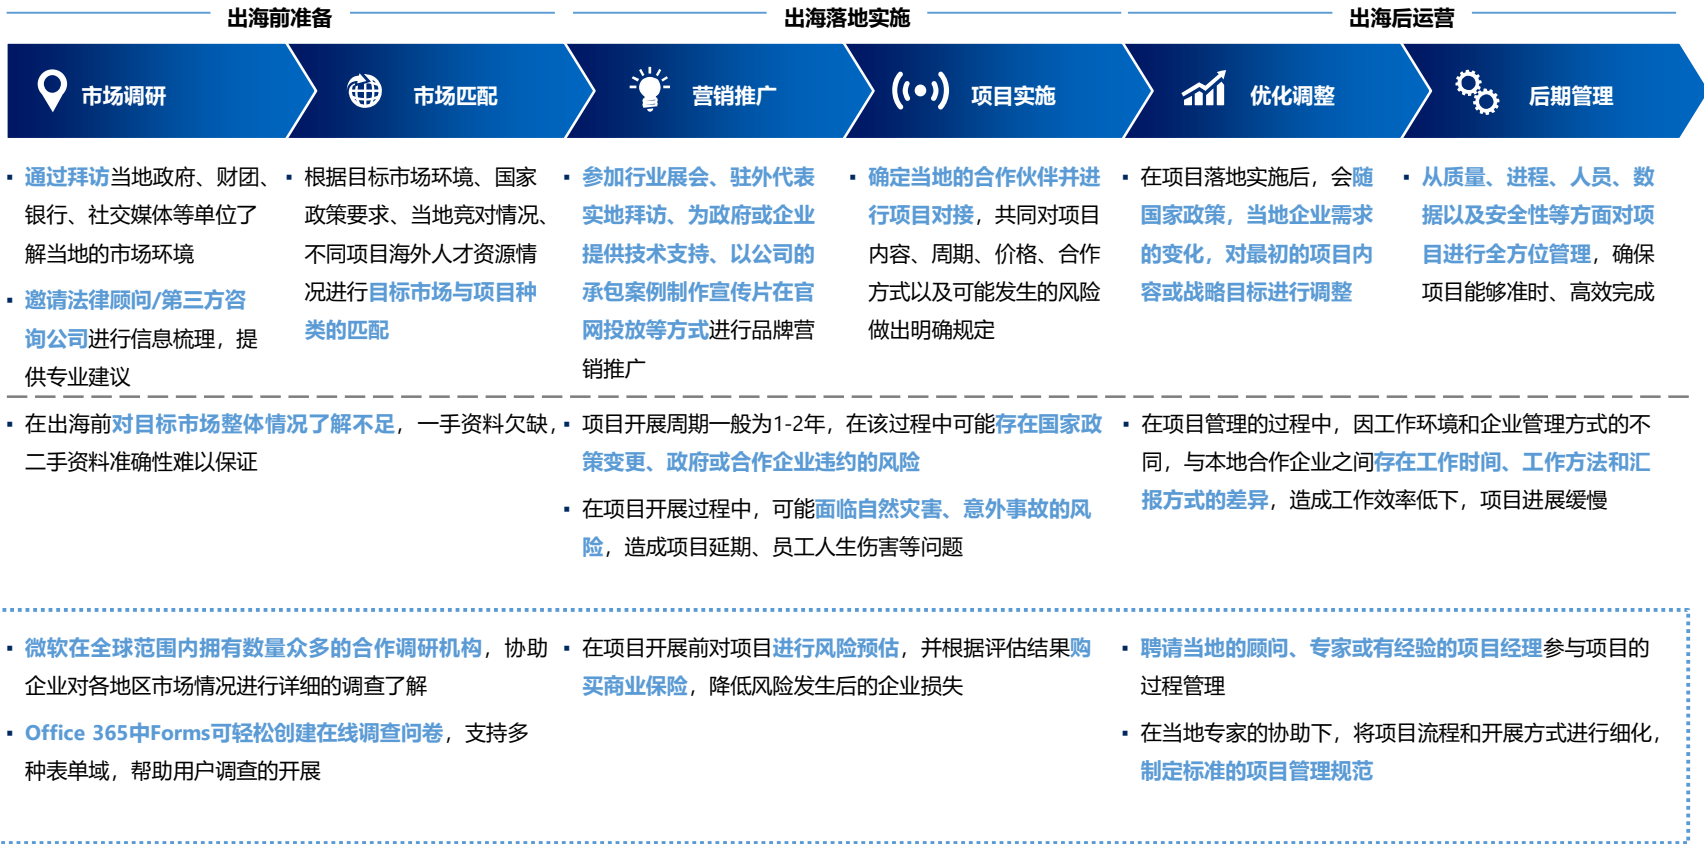 出海前准备
出海落地实施
出海后运营
市场调研
市场匹配
营销推广
项目实施
优化调整
后期管理
▪ 通过拜访当地政府、财团、
银行、社交媒体等单位了
解当地的市场环境
▪ 邀请法律顾问/第三方咨
询公司进行信息梳理，提
供专业建议
▪ 根据目标市场环境、国家
政策要求、当地竞对情况、
不同项目海外人才资源情
况进行目标市场与项目种
类的匹配
▪ 参加行业展会、驻外代表
实地拜访、为政府或企业
提供技术支持、以公司的
承包案例制作宣传片在官
网投放等方式进行品牌营
销推广
▪ 确定当地的合作伙伴并进
行项目对接，共同对项目
内容、周期、价格、合作
方式以及可能发生的风险
做出明确规定
▪ 在项目落地实施后，会随
国家政策，当地企业需求
的变化，对最初的项目内
容或战略目标进行调整
▪ 从质量、进程、人员、数
据以及安全性等方面对项
目进行全方位管理，确保
项目能够准时、高效完成
▪ 在出海前对目标市场整体情况了解不足，一手资料欠缺，
二手资料准确性难以保证
▪ 项目开展周期一般为1-2年，在该过程中可能存在国家政
策变更、政府或合作企业违约的风险
▪ 在项目开展过程中，可能面临自然灾害、意外事故的风
险，造成项目延期、员工人生伤害等问题
▪ 在项目管理的过程中，因工作环境和企业管理方式的不
同，与本地合作企业之间存在工作时间、工作方法和汇
报方式的差异，造成工作效率低下，项目进展缓慢
▪ 微软在全球范围内拥有数量众多的合作调研机构，协助
企业对各地区市场情况进行详细的调查了解
▪ Office 365中Forms可轻松创建在线调查问卷，支持多
种表单域，帮助用户调查的开展
▪ 在项目开展前对项目进行风险预估，并根据评估结果购
买商业保险，降低风险发生后的企业损失
▪ 聘请当地的顾问、专家或有经验的项目经理参与项目的
过程管理
▪ 在当地专家的协助下，将项目流程和开展方式进行细化，
制定标准的项目管理规范